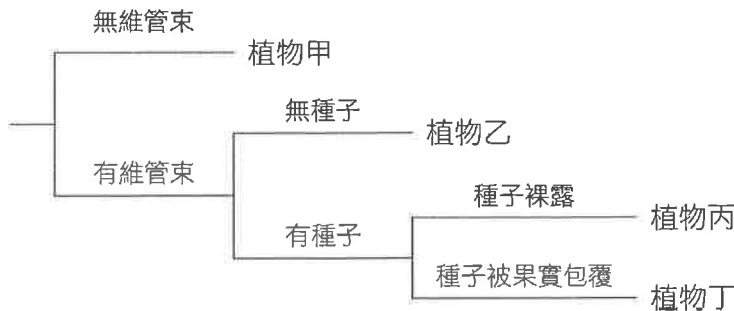 無維管束
植物甲
無種子
植物乙
有維管束
種子裸露
植物丙
有種子
種子被果實包覆
植物丁